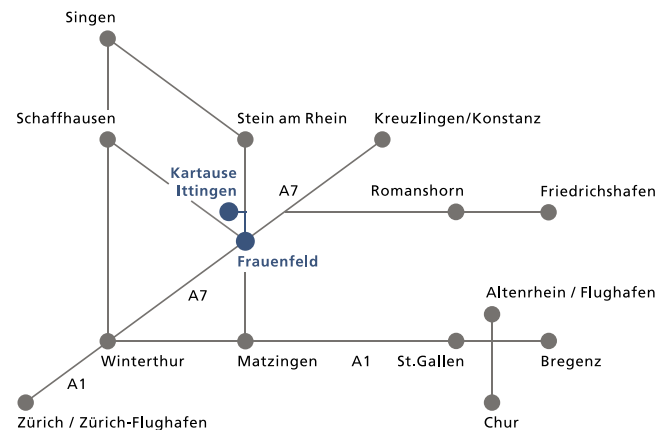 Singen
Schaffhausen
Stein am Rhein
Kreuzlingen/Konstanz
Kartause
Ittingen
A7
Romanshorn
Friedrichshafen
Frauenfeld
A7
Altenrhein / Flughafen
Winterthur
Matzingen
A1
St.Gallen
Bregenz
A1
Zürich / Zürich-Flughafen
Chur